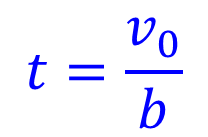 t = v₀/b